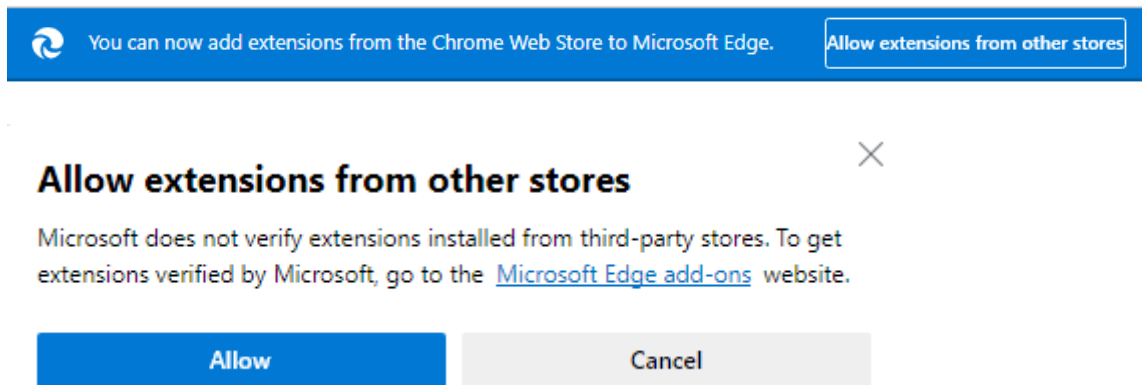 You can now add extensions from the Chrome Web Store to Microsoft Edge. Allow extensions from other stores
Allow extensions from other stores
Microsoft does not verify extensions installed from third-party stores. To get
extensions verified by Microsoft, go to the Microsoft Edge add-ons website.
Allow Cancel